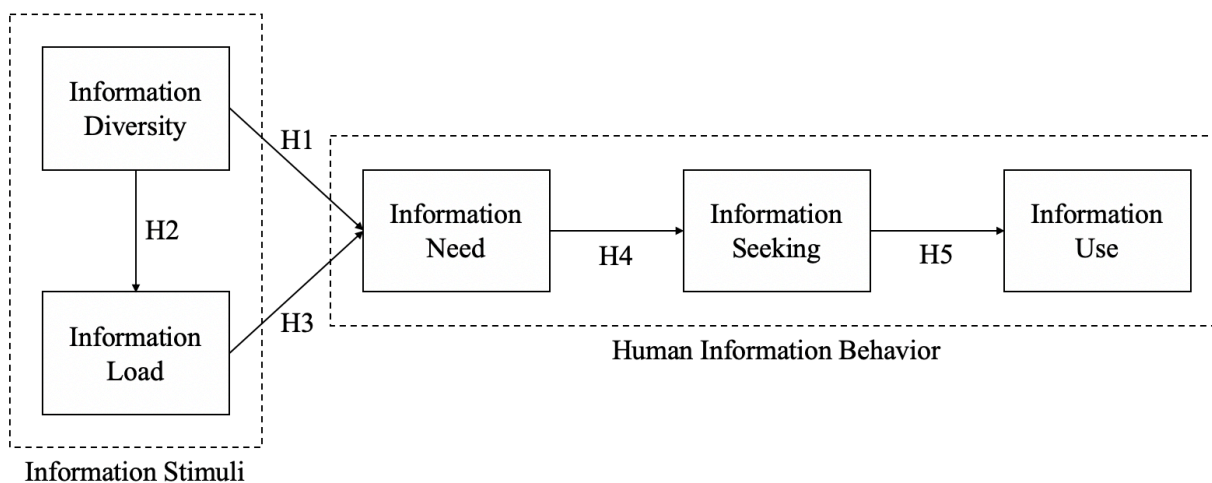 Information
Diversity
H1
H2
Information
Load
H3
Information Stimuli
Information
Need
H4
Information
Seeking
H5
Information
Use
Human Information Behavior